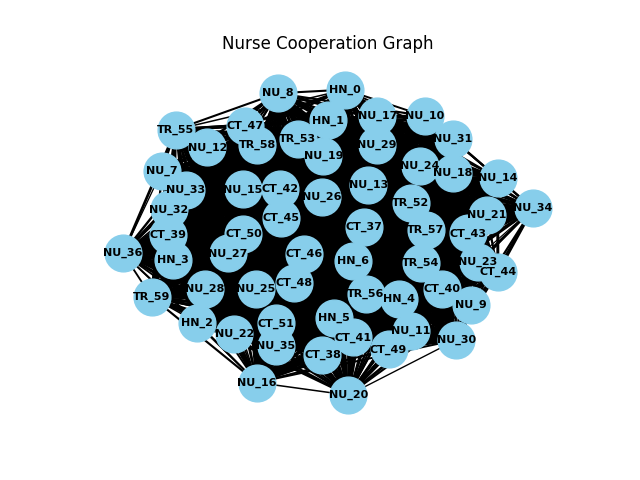 Nurse Cooperation Graph
NU_8
HN_0
NU_17
NU_10
HN_1
CT_47
TR_55
NU_31
TR_53
TR_58
NU_29
NU_12
NU_19
NU_24
NU_7
NU_18
NU_14
NU_13
NU_33
NU_15
CT_42
NU_26
TR_52
NU_34
NU_32
NU_21
CT_45
CT_37
TR_57
CT_39
CT_50
CT_43
NU_36
NU_27
CT_46
HN_3
HN_6
TR_54
NU_23
CT_44
CT_48
NU_28
NU_25
CT_40
TR_59
TR_56
HN_4
NU_9
HN_2
CT_51
HN_5
NU_11
NU_22
CT_41
NU_30
NU_35
CT_49
CT_38
NU_16
NU_20